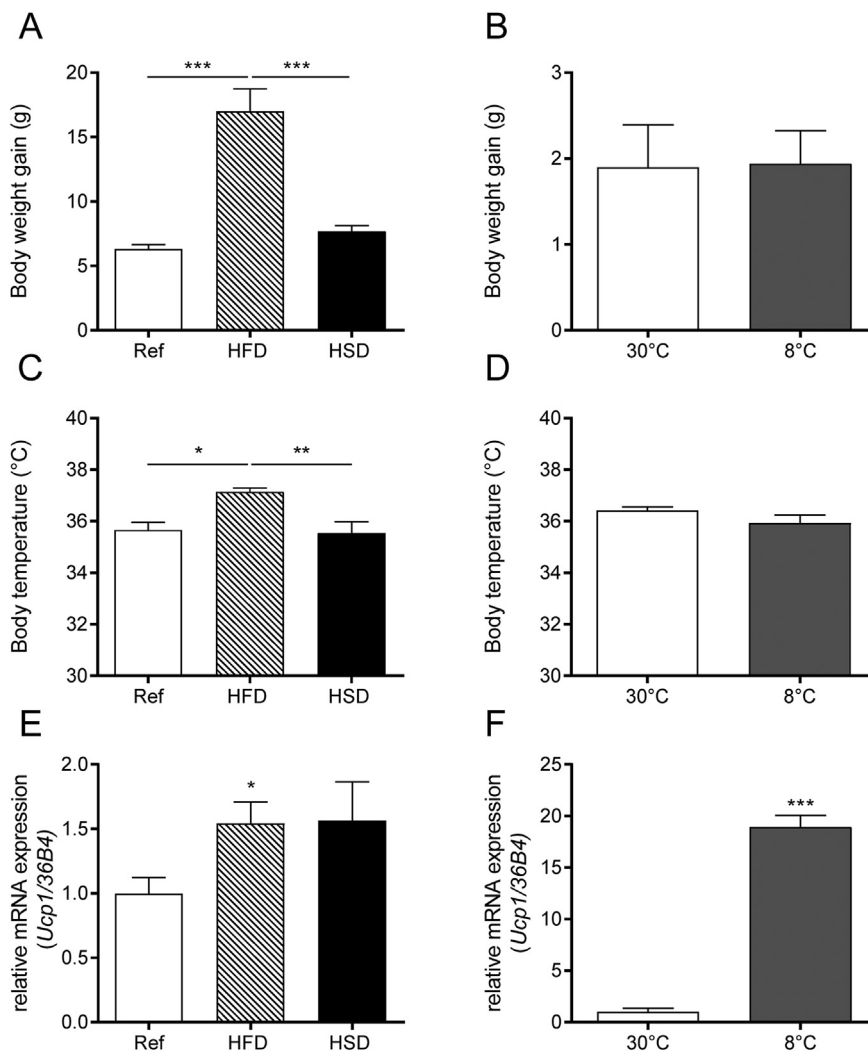 A
Body weight gain (g)
20
15
10
5
0
***
***
Ref
HFD
HSD
B
Body weight gain (g)
3
2
1
0
30°C
8°C
C
Body temperature (°C)
40
38
36
34
32
30
*
**
Ref
HFD
HSD
D
Body temperature (°C)
40
38
36
34
32
30
30°C
8°C
E
relative mRNA expression
(Ucp1/36B4)
2.0
1.5
1.0
0.5
0.0
*
Ref
HFD
HSD
F
relative mRNA expression
(Ucp1/36B4)
25
20
15
10
5
0
***
30°C
8°C